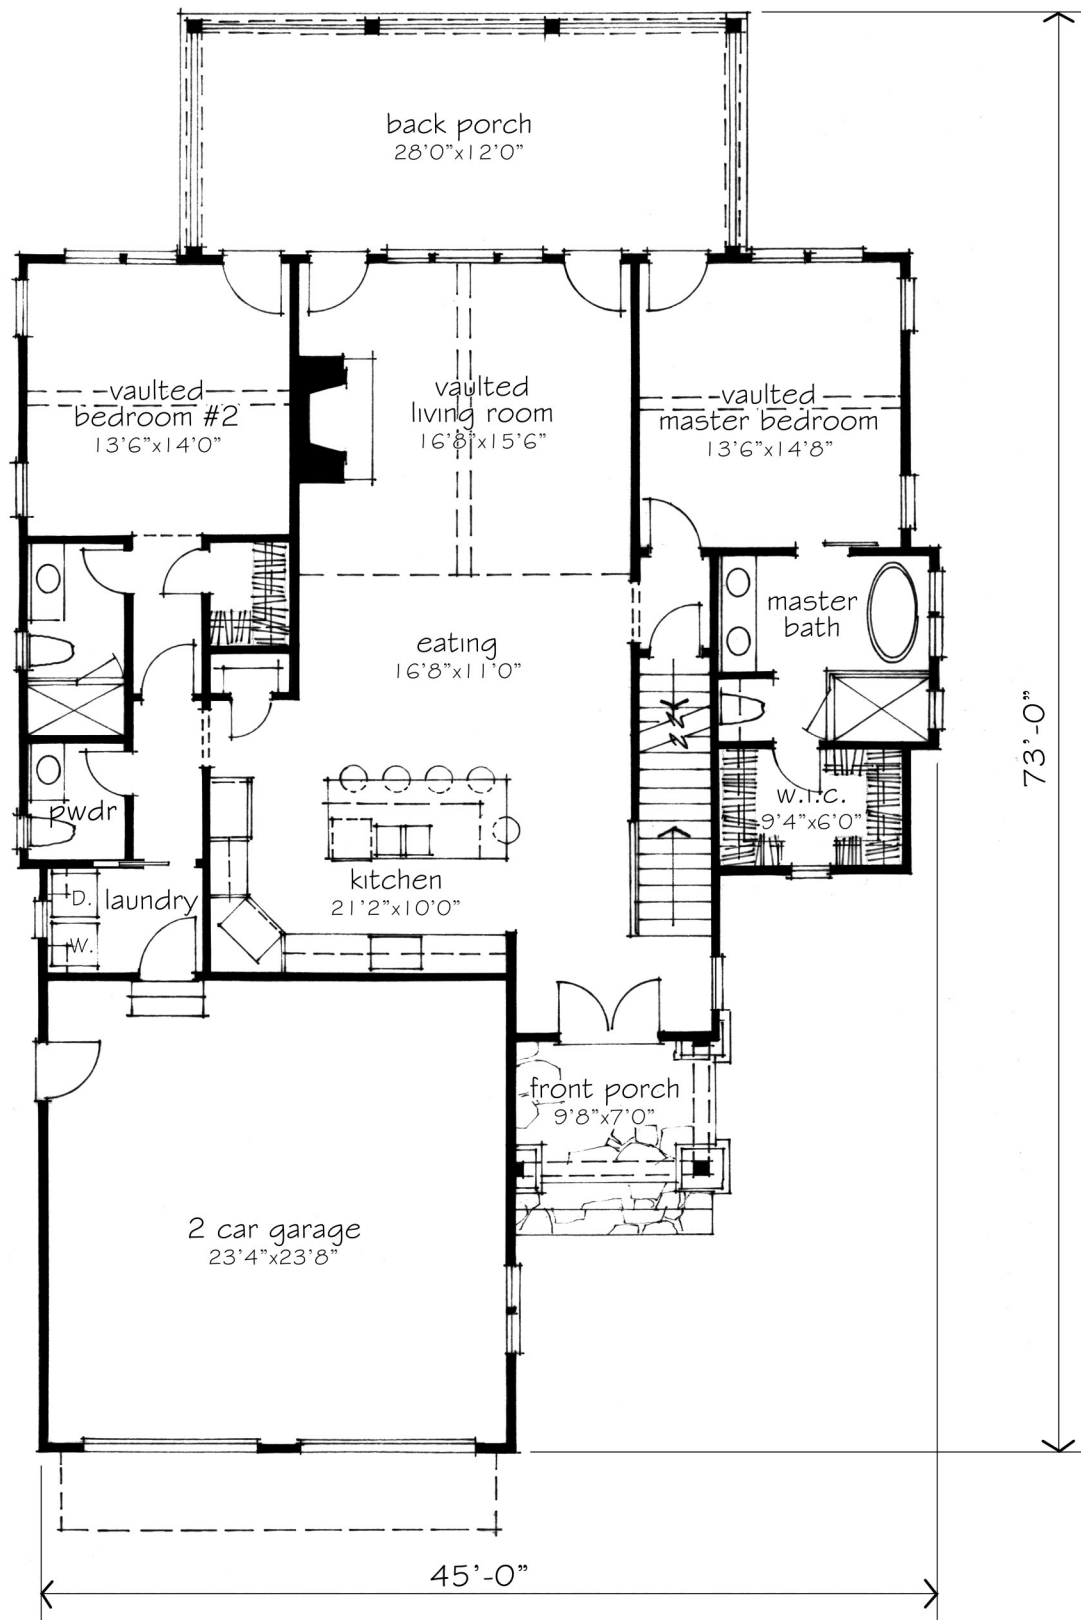 back porch
28'0"x12'0"
vaulted
bedroom #2
13'6"x14'0"
vaulted
living room
16'8"x15'6"
vaulted
master bedroom
13'6"x14'8"
master
bath
eating
16'8"x11'0"
73'-0"
w.i.c.
9'4"x6'0"
pwdr
kitchen
21'2"x10'0"
D.
laundry
W.
front porch
9'8"x7'0"
2 car garage
23'4"x23'8"
45'-0"